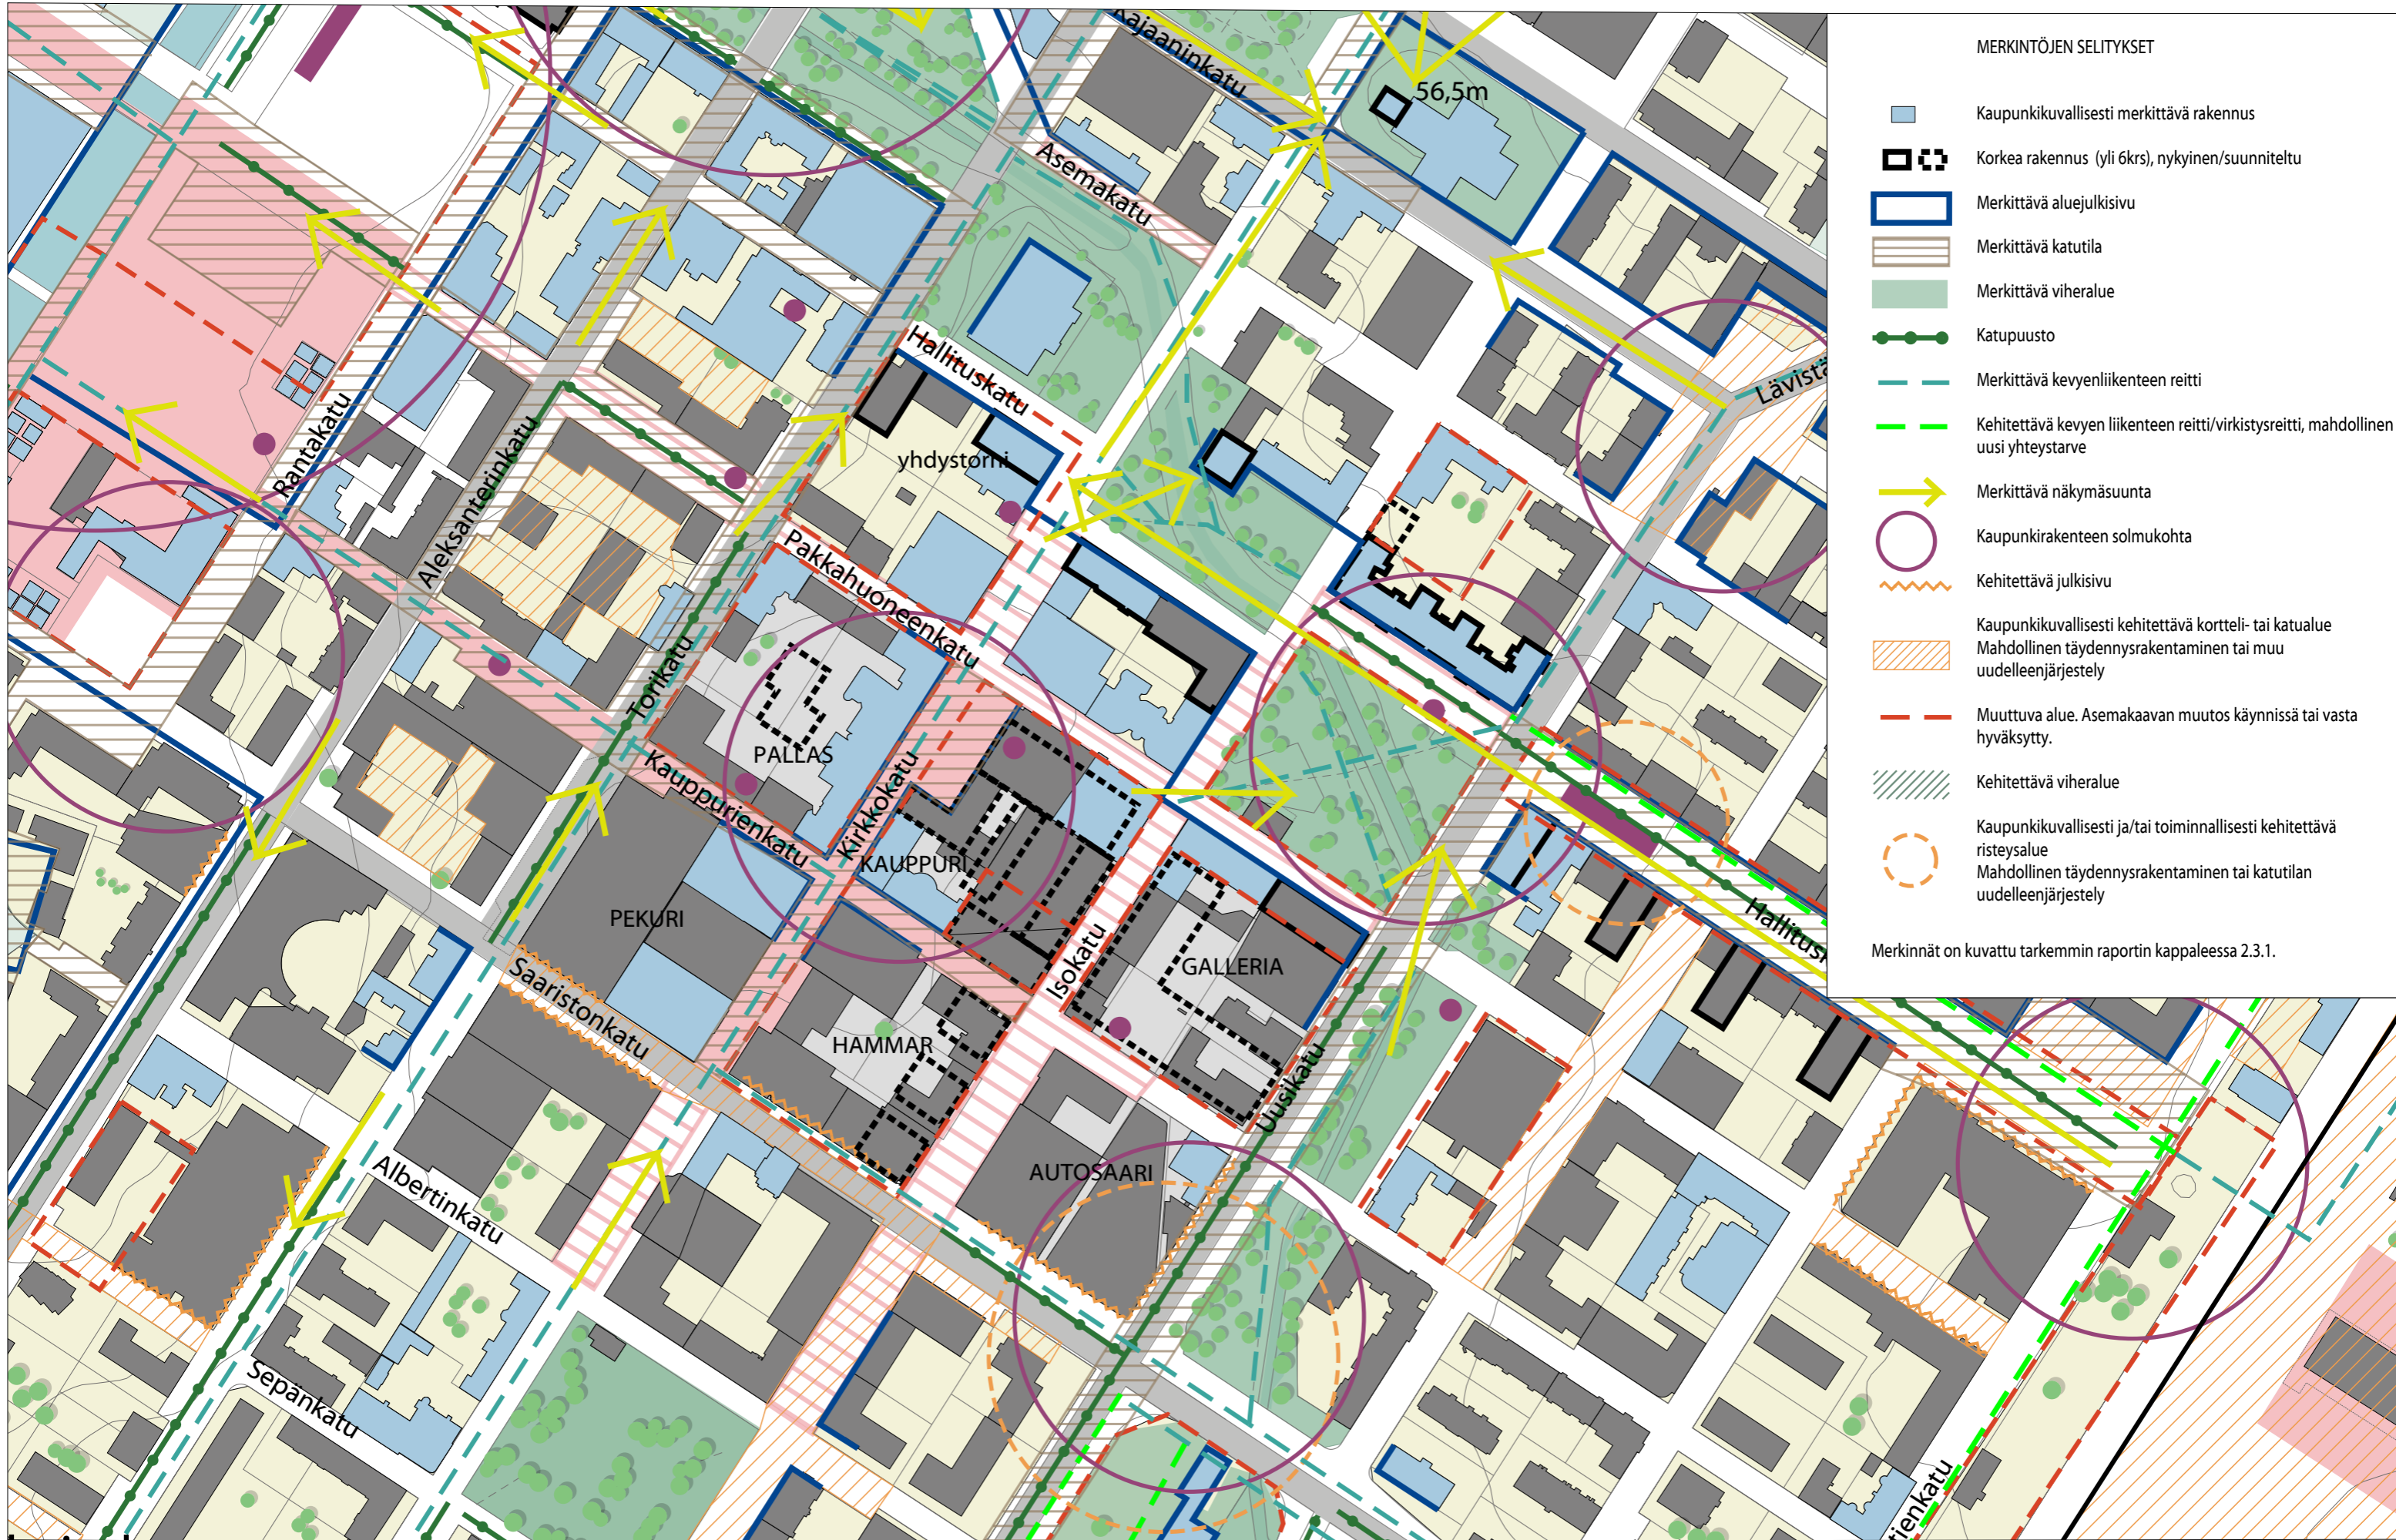 Kajaaninkatu
56,5m
Asemakatu
Hallituskatu
yhdystorni
Rantakatu
Aleksanterinkatu
Pakkahuoneenkatu
Torikatu
PALLAS
Kauppurienkatu
Kirkkokatu
KAUPPURI
PEKURI
Isokatu
GALLERIA
Saaristonkatu
HAMMAR
Uusikatu
AUTOSAARI
Albertinkatu
Sepänkatu
MERKINTÖJEN SELITYKSET
Kaupunkikuvallisesti merkittävä rakennus
Korkea rakennus (yli 6krs), nykyinen/suunniteltu
Merkittävä aluejulkisivu
Merkittävä katutila
Merkittävä viheralue
Katupuusto
Merkittävä kevyenliikenteen reitti
Kehitettävä kevyen liikenteen reitti/virkistysreitti, mahdollinen
uusi yhteystarve
Merkittävä näkymäsuunta
Kaupunkirakenteen solmukohta
Kehitettävä julkisivu
Kaupunkikuvallisesti kehitettävä kortteli- tai katualue
Mahdollinen täydennysrakentaminen tai muu
uudelleenjärjestely
Muuttuva alue. Asemakaavan muutos käynnissä tai vasta
hyväksytty.
Kehitettävä viheralue
Kaupunkikuvallisesti ja/tai toiminnallisesti kehitettävä
risteysalue
Mahdollinen täydennysrakentaminen tai katutilan
uudelleenjärjestely
Merkinnät on kuvattu tarkemmin raportin kappaleessa 2.3.1.